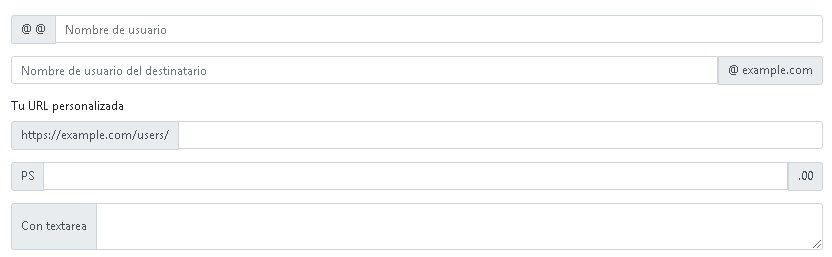 @ @ Nombre de usuario
Nombre de usuario del destinatario @ example.com
Tu URL personalizada
https://example.com/users/
PS .00
Con textarea